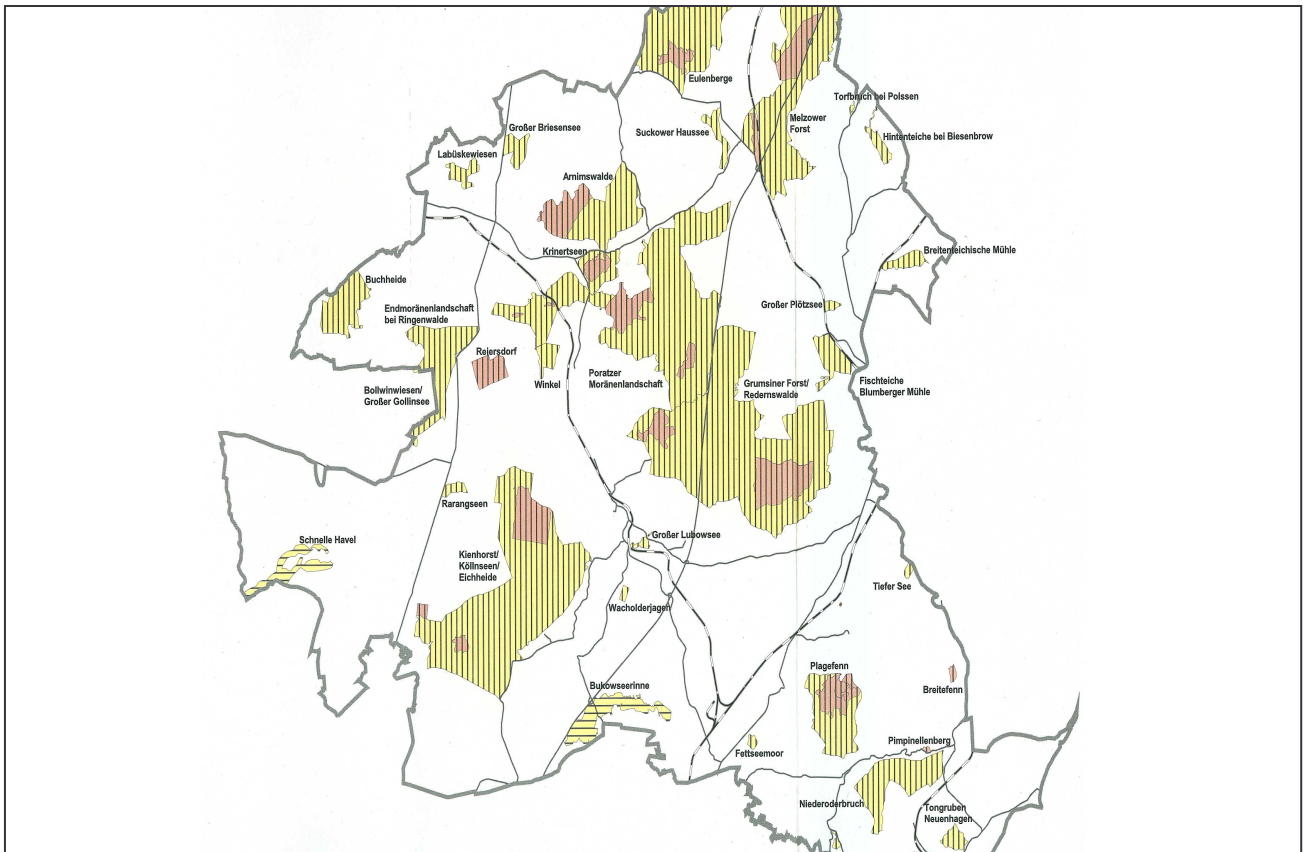 Eulenberge
Torfbruch bei Polssen
Melzower
Forst
Großer Briesensee
Suckower Haussee
Hintenteiche bei Biesenbrow
Labüskewiesen
Arnimswalde
Krinertseen
Breitenteichische Mühle
Buchheide
Endmoränenlandschaft
bei Ringenwalde
Großer Plötzsee
Reiersdorf
Winkel
Poratzer
Moränenlandschaft
Grumsiner Forst/
Redernswalde
Fischteiche
Blumberger Mühle
Bollwinwiesen/
Großer Gollinsee
Rarangseen
Schnelle Havel
Großer Lubowsee
Kienhorst/
Köllnseen/
Eichheide
Tiefer See
Wacholderjagen
Plagefenn
Breitefenn
Bukowseerinne
Pimpinellenberg
Fettseemoor
Niederoderbruch
Tongruben
Neuenhagen